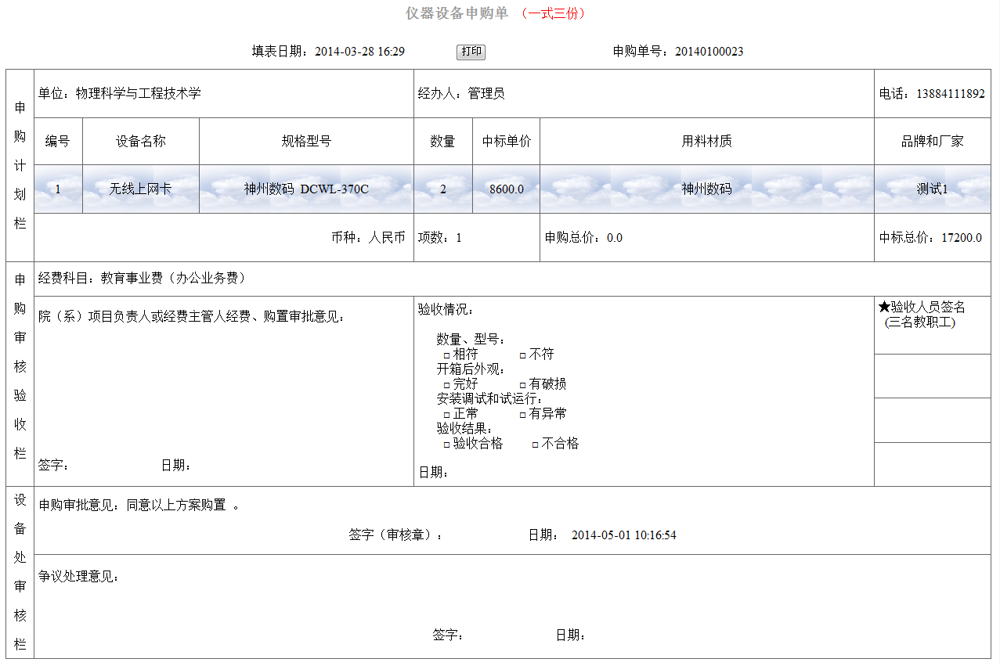 仪器设备申购单 （一式三份）
填表日期：2014-03-28 16:29 打印 申购单号：20140100023
申购计划栏
单位：物理科学与工程技术学 经办人：管理员 电话：13884111892
编号 设备名称 规格型号 数量 中标单价 用料材质 品牌和厂家
1 无线上网卡 神州数码 DCWL-370C 2 8600.0 神州数码 测试1
币种：人民币 项数：1 申购总价：0.0 中标总价：17200.0
申购审核验收栏
经费科目：教育事业费（办公业务费）
院（系）项目负责人或经费主管人经费、购置审批意见：
签字： 日期：
验收情况：
数量、型号：
□相符 □不符
开箱后外观：
□完好 □有破损
安装调试和试运行：
□正常 □有异常
验收结果：
□验收合格 □不合格
日期：
★验收人员签名
(三名教职工)
设备处审核栏
申购审批意见：同意以上方案购置 。
签字（审核章）： 日期： 2014-05-01 10:16:54
争议处理意见：
签字： 日期：